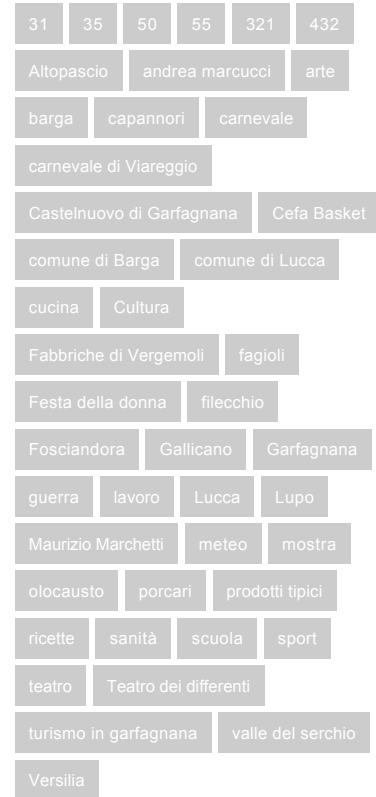 31 35 50 55 321 432
Altopascio andrea marcucci arte
barga capannori carnevale
carnevale di Viareggio
Castelnuovo di Garfagnana Cefa Basket
comune di Barga comune di Lucca
cucina Cultura
Fabbriche di Vergemoli fagioli
Festa della donna filecchio
Fosciandora Gallicano Garfagnana
guerra lavoro Lucca Lupo
Maurizio Marchetti meteo mostra
olocausto porcari prodotti tipici
ricette sanità scuola sport
teatro Teatro dei differenti
turismo in garfagnana valle del serchio
Versilia